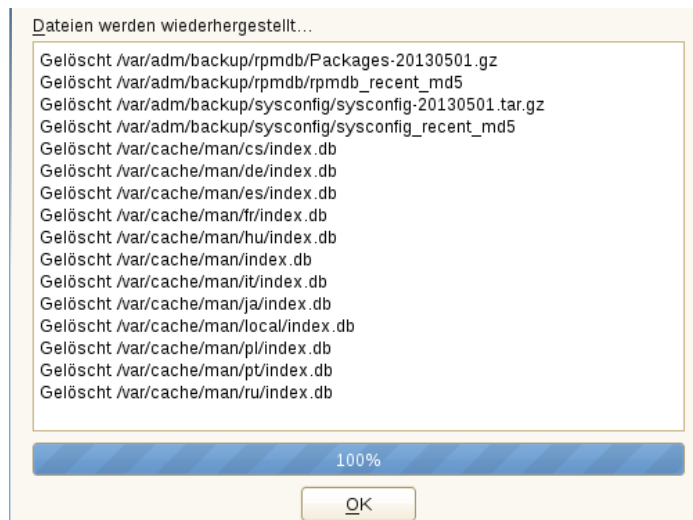 Dateien werden wiederhergestellt...
Gelöscht /var/adm/backup/rpmdb/Packages-20130501.gz
Gelöscht /var/adm/backup/rpmdb/rpmdb_recent_md5
Gelöscht /var/adm/backup/sysconfig/sysconfig-20130501.tar.gz
Gelöscht /var/adm/backup/sysconfig/sysconfig_recent_md5
Gelöscht /var/cache/man/cs/index.db
Gelöscht /var/cache/man/de/index.db
Gelöscht /var/cache/man/es/index.db
Gelöscht /var/cache/man/fr/index.db
Gelöscht /var/cache/man/hu/index.db
Gelöscht /var/cache/man/index.db
Gelöscht /var/cache/man/it/index.db
Gelöscht /var/cache/man/ja/index.db
Gelöscht /var/cache/man/local/index.db
Gelöscht /var/cache/man/pl/index.db
Gelöscht /var/cache/man/pt/index.db
Gelöscht /var/cache/man/ru/index.db
100%
OK